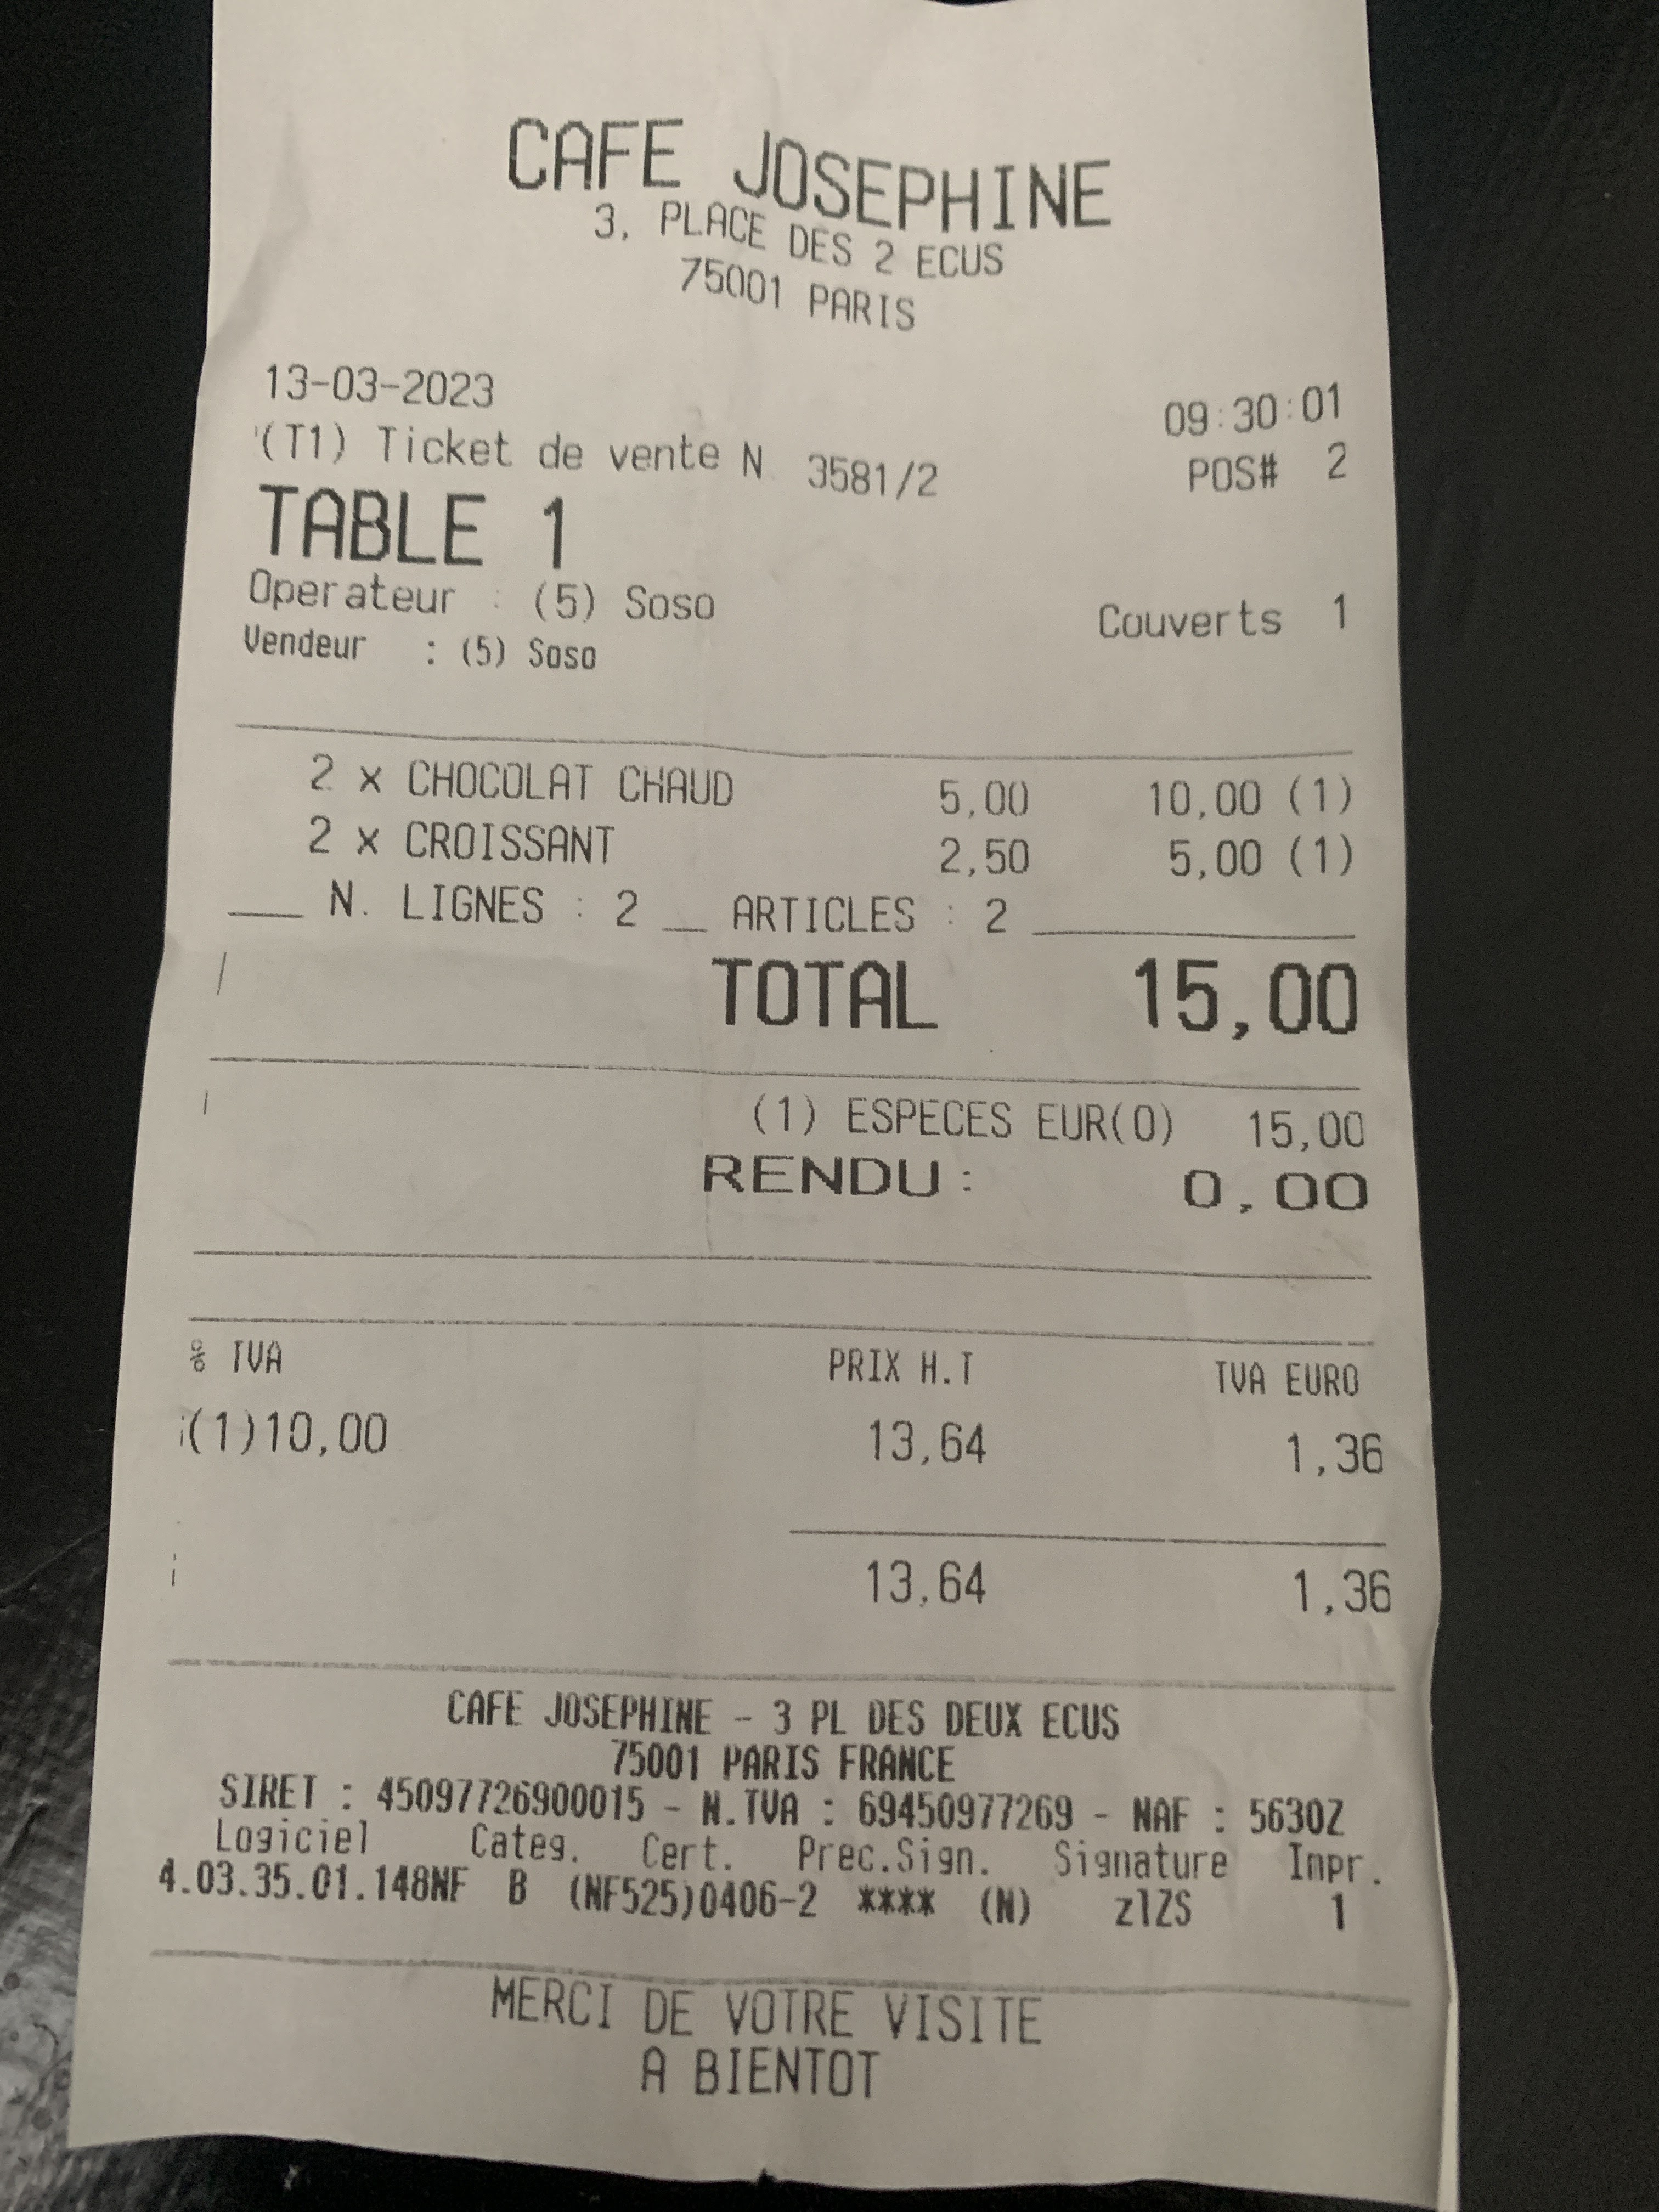 CAFE JOSEPHINE
3, PLACE DES 2 ECUS
75001 PARIS
13-03-2023 09:30:01
(T1) Ticket de vente N. 3581/2 POS# 2
TABLE 1
Operateur : (5) Soso Couverts 1
Vendeur : (5) Soso
2 x CHOCOLAT CHAUD 5,00 10,00 (1)
2 x CROISSANT 2,50 5,00 (1)
N. LIGNES : 2 ARTICLES : 2
TOTAL 15,00
(1) ESPECES EUR(0) 15,00
RENDU : 0,00
% TVA PRIX H.T TVA EURO
(1)10,00 13,64 1,36
13,64 1,36
CAFE JOSEPHINE - 3 PL DES DEUX ECUS
75001 PARIS FRANCE
SIRET : 45097726900015 - N.TVA : 69450977269 - NAF : 5630Z
Logiciel Categ. Cert. Prec.Sign. Signature Impr.
4.03.35.01.148NF B (NF525)0406-2 **** (N) zlZS 1
MERCI DE VOTRE VISITE
A BIENTOT